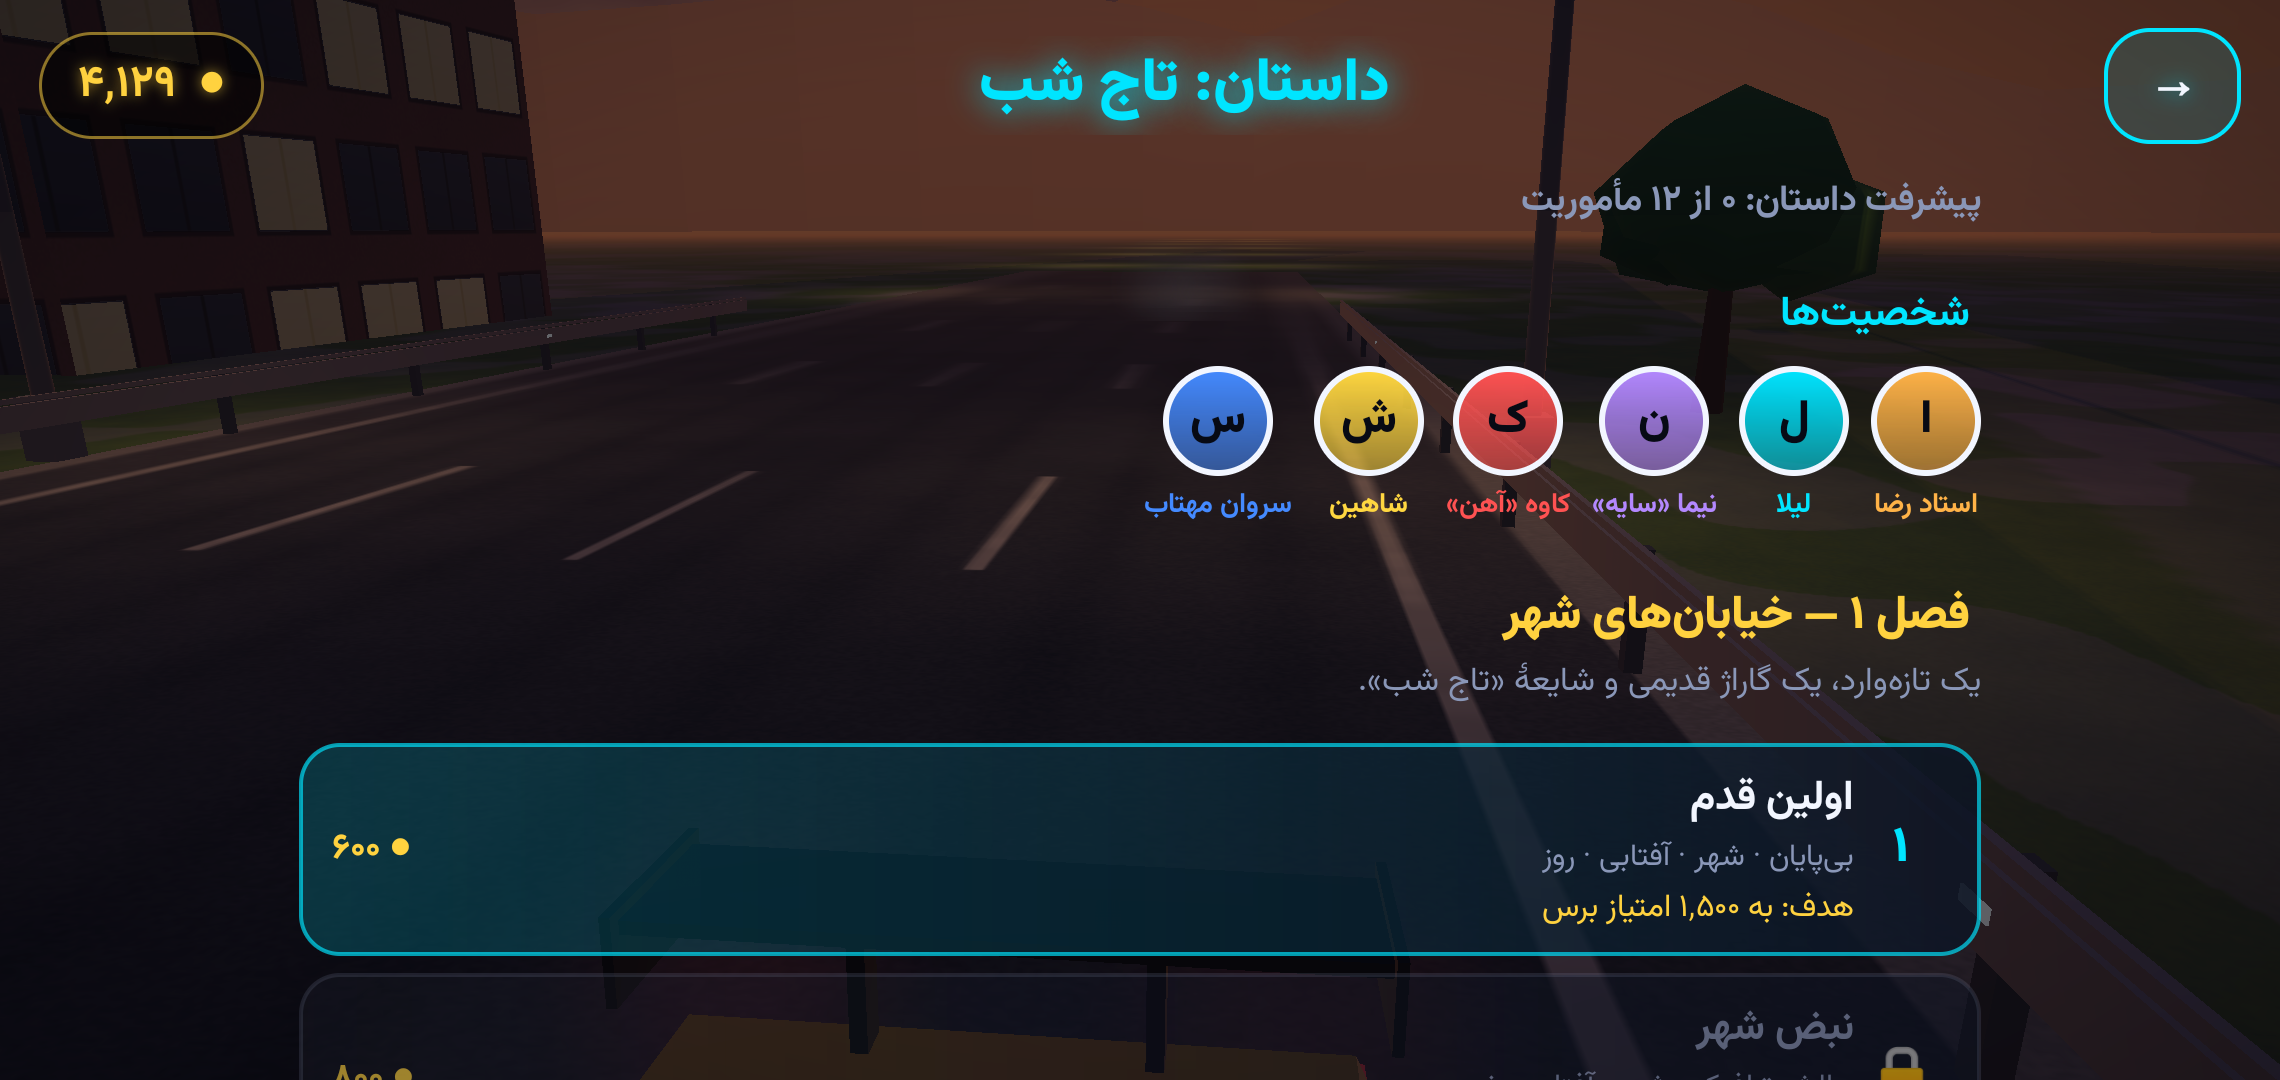 →
داستان: تاج شب
۴,۱۲۹
پیشرفت داستان: ۰ از ۱۲ مأموریت
شخصیت‌ها
ا ل ن ک ش س
استاد رضا لیلا نیما «سایه» کاوه «آهن» شاهین سروان مهتاب
فصل ۱ – خیابان‌های شهر
یک تازه‌وارد، یک گاراژ قدیمی و شایعهٔ «تاج شب».
۱
اولین قدم
بی‌پایان · شهر · آفتابی · روز
هدف: به ۱,۵۰۰ امتیاز برس
۶۰۰
نبض شهر
۸۰۰